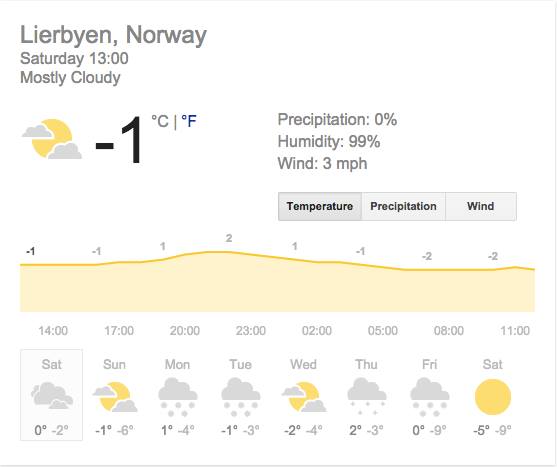 Lierbyen, Norway
Saturday 13:00
Mostly Cloudy
-1 °C | °F
Precipitation: 0%
Humidity: 99%
Wind: 3 mph
Temperature Precipitation Wind
-1 -1 1 2 1 -1 -2 -2
14:00 17:00 20:00 23:00 02:00 05:00 08:00 11:00
Sat Sun Mon Tue Wed Thu Fri Sat
0° -2° -1° -6° 1° -4° -1° -3° -2° -4° 2° -3° 0° -9° -5° -9°